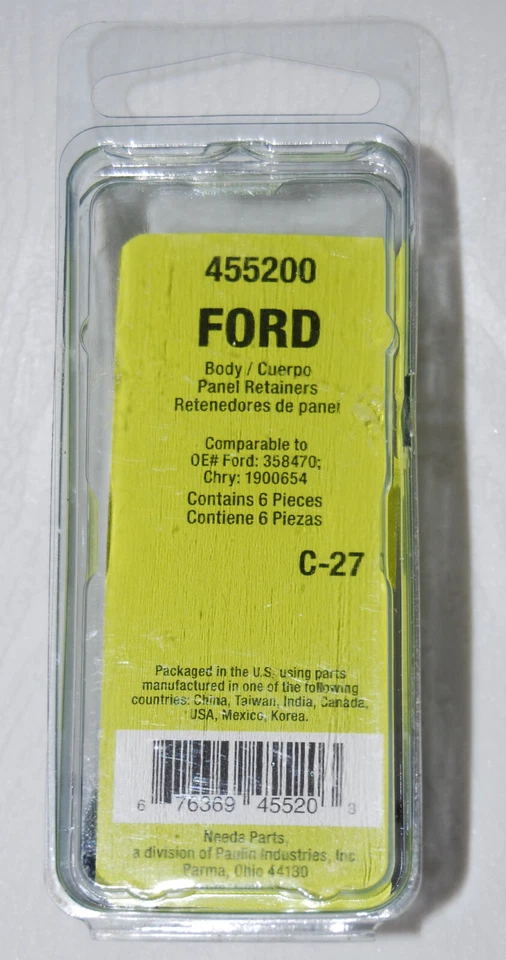 455200
FORD
Body / Cuerpo
Panel Retainers
Retenedores de panel
Comparable to
OE# Ford: 358470;
Chry: 1900654
Contains 6 Pieces
Contiene 6 Piezas
C-27
Packaged in the U.S. using parts
manufactured in one of the following
countries: China, Taiwan, India, Canada,
USA, Mexico, Korea.
6 76369 45520 3
Needa Parts,
a division of Paulin Industries, Inc
Parma, Ohio 44130